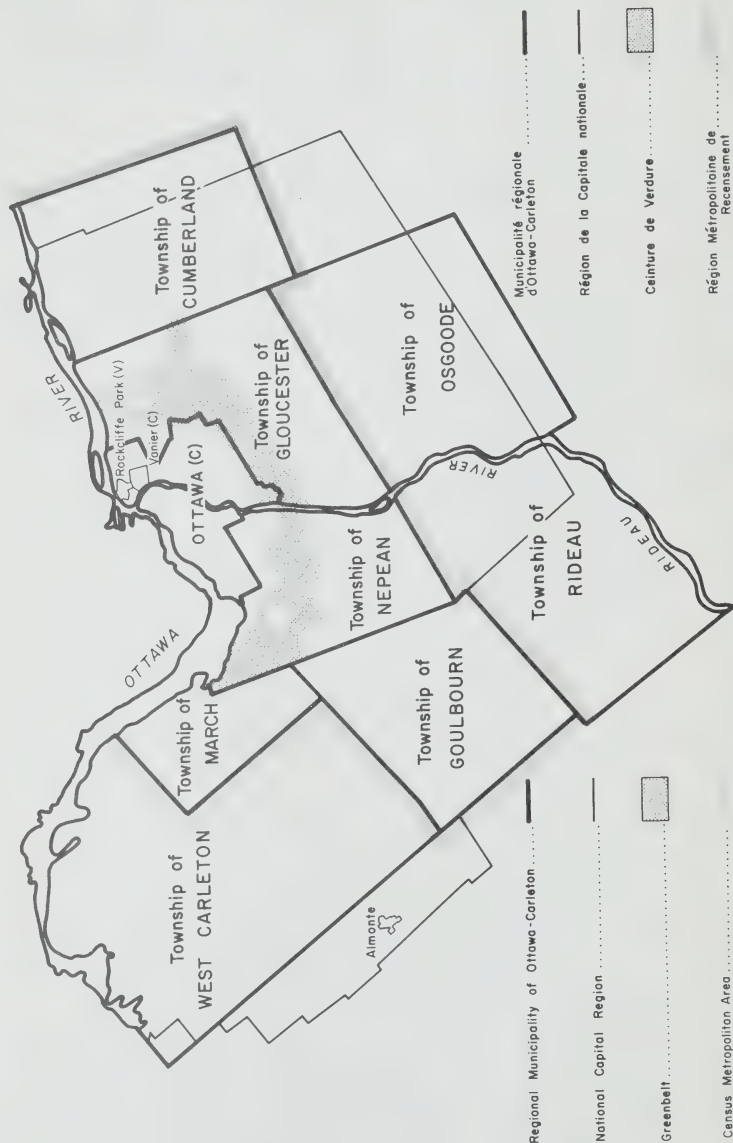 OTTAWA
RIVER
Rockcliffe Park (V)
Vanier (C)
OTTAWA (C)
Township of
CUMBERLAND
Township of
GLOUCESTER
Township of
OSGOODE
Township of
NEPEAN
Township of
MARCH
Township of
WEST CARLETON
Township of
GOULBOURN
Township of
RIDEAU
RIDEAU
RIVER
Almonte
Regional Municipality of Ottawa-Carleton
National Capital Region
Greenbelt
Census Metropolitan Area
Municipalité régionale
d'Ottawa-Carleton
Région de la Capitale nationale
Ceinture de Verdure
Région Métropolitaine de
Recensement